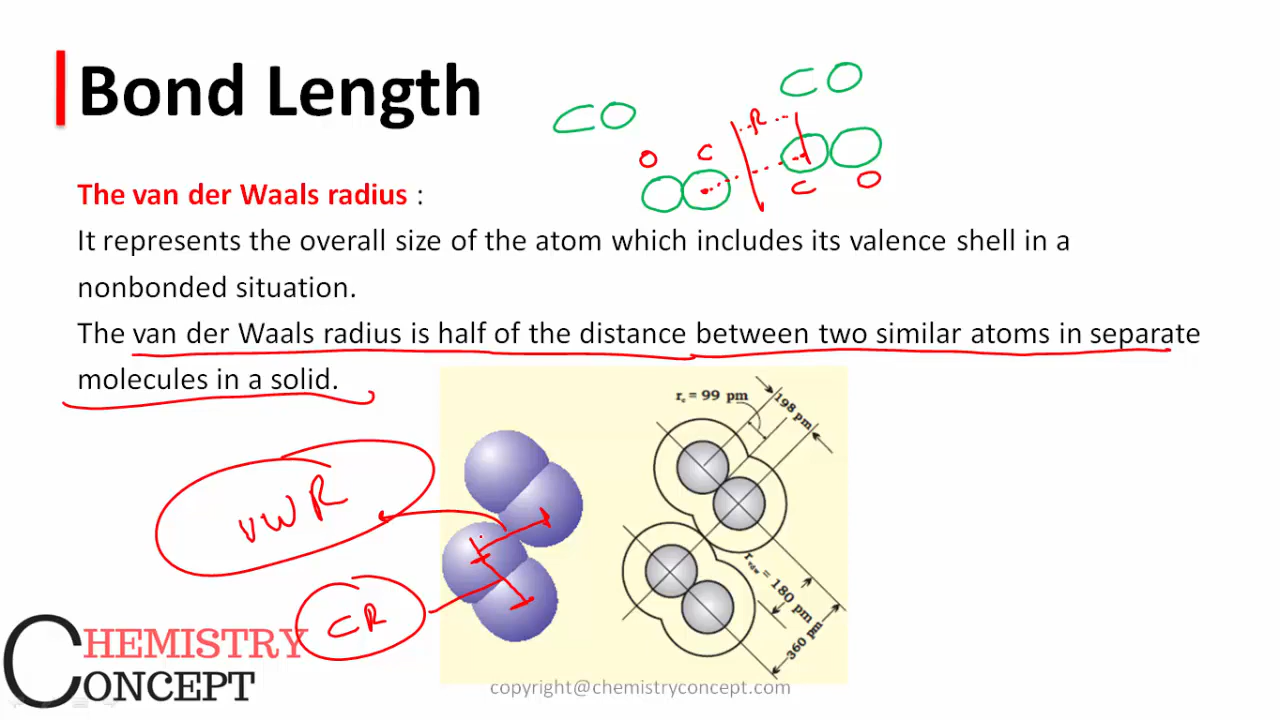 Bond Length
CO
CO
R
O
C
C
O
The van der Waals radius :
It represents the overall size of the atom which includes its valence shell in a
nonbonded situation.
The van der Waals radius is half of the distance between two similar atoms in separate
molecules in a solid.
rc = 99 pm
198 pm
VWR
rvdw = 180 pm
360 pm
CR
CHEMISTRY
CONCEPT
copyright@chemistryconcept.com